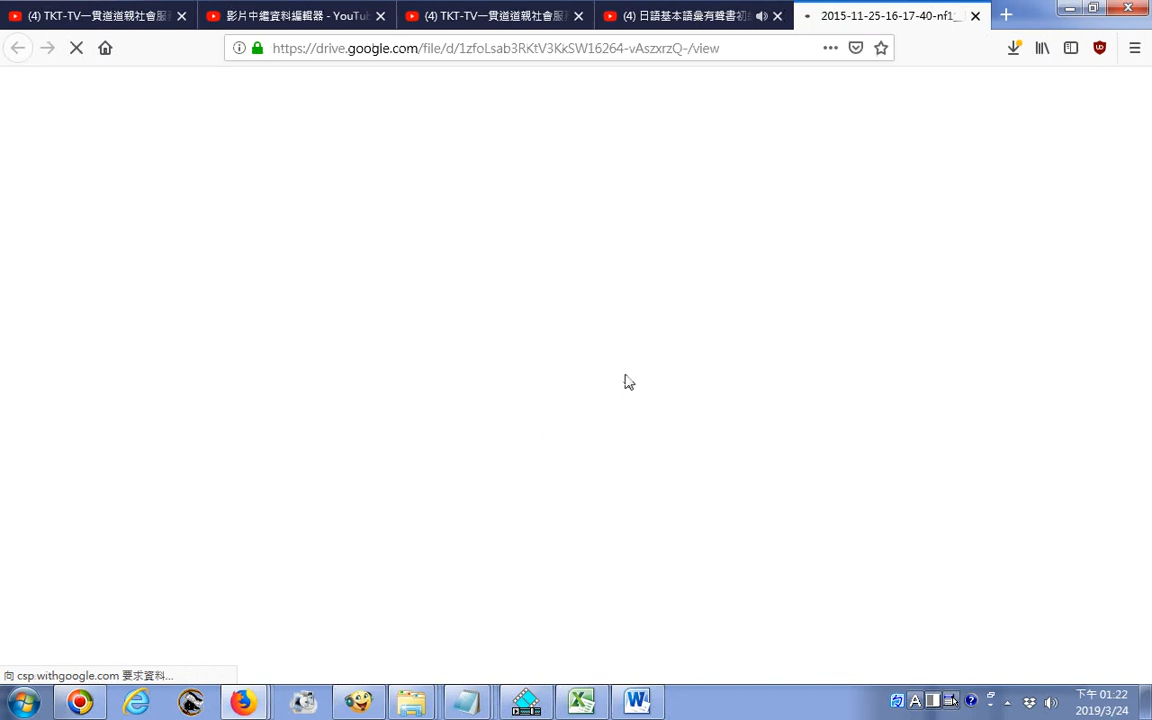 (4) TKT-TV一貫道道親社會服務
影片中繼資料編輯器 - YouTub
(4) TKT-TV一貫道道親社會服
(4) 日語基本語彙有聲書初
2015-11-25-16-17-40-nf1_
https://drive.google.com/file/d/1zfoLsab3RKtV3KkSW16264-vAszxrzQ-/view
向 csp.withgoogle.com 要求資料...
下午 01:22
2019/3/24